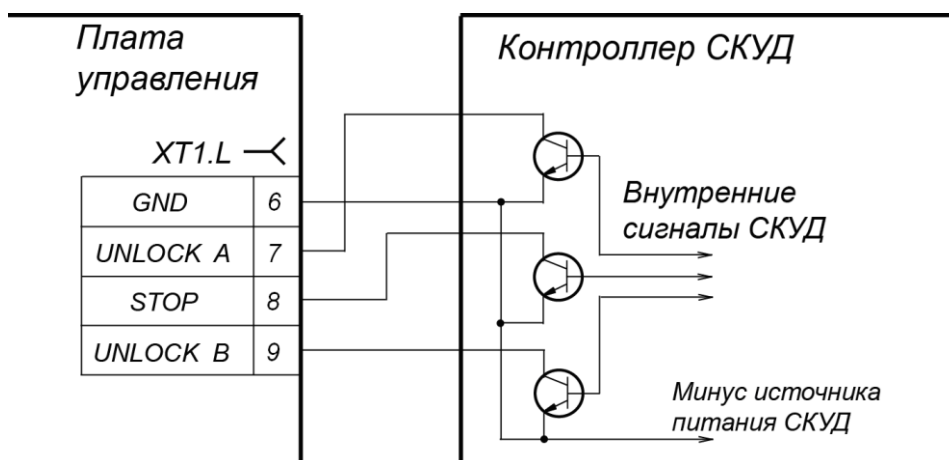 Плата
управления
Контроллер СКУД
XT1.L
GND 6
UNLOCK A 7
STOP 8
UNLOCK B 9
Внутренние
сигналы СКУД
Минус источника
питания СКУД